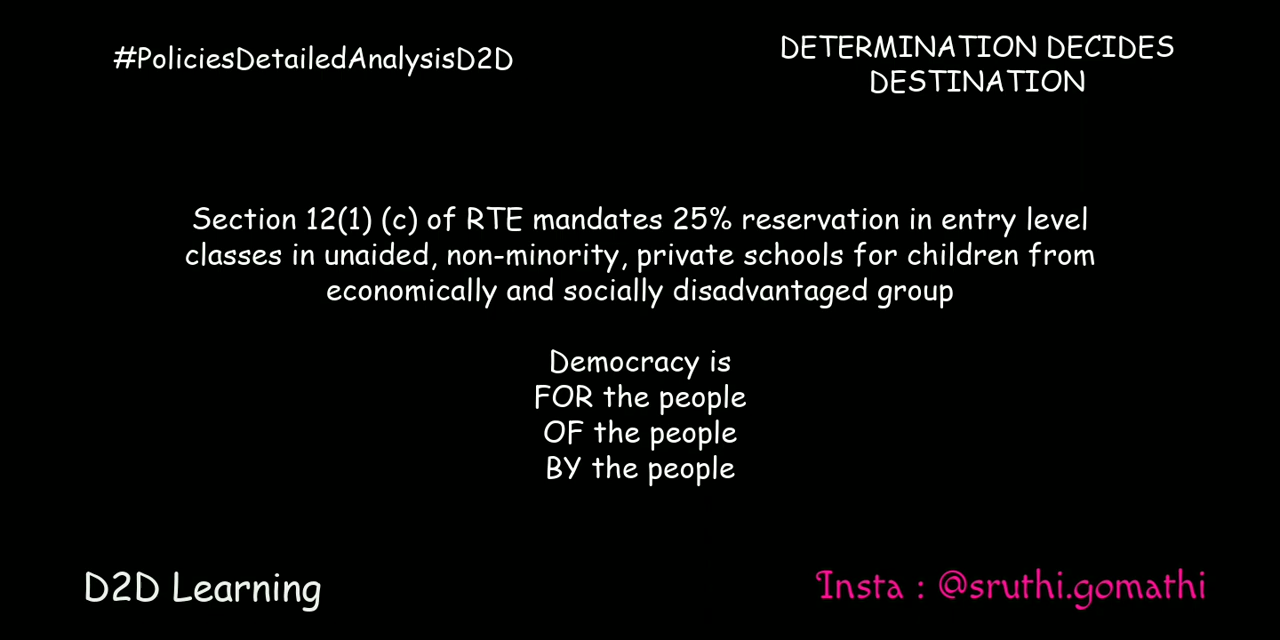 #PoliciesDetailedAnalysisD2D
DETERMINATION DECIDES
DESTINATION
Section 12(1) (c) of RTE mandates 25% reservation in entry level
classes in unaided, non-minority, private schools for children from
economically and socially disadvantaged group
Democracy is
FOR the people
OF the people
BY the people
D2D Learning
Insta : @sruthi.gomathi